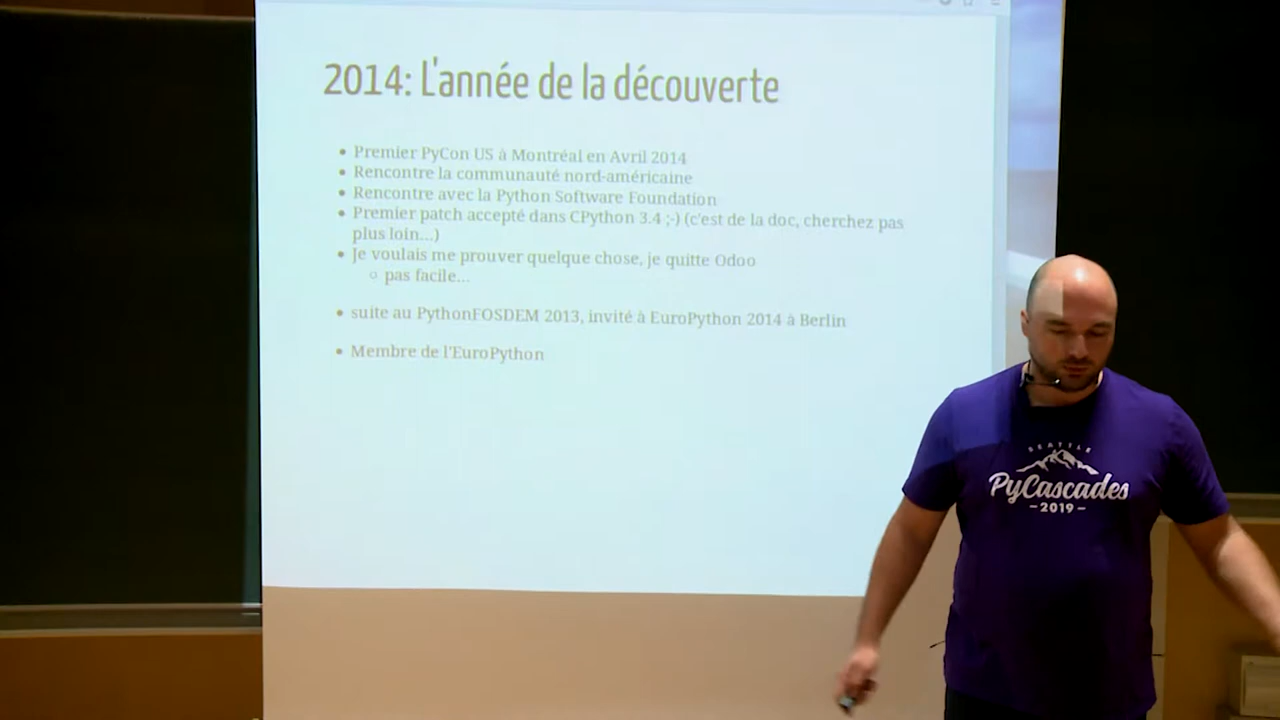 2014: L'année de la découverte
• Premier PyCon US à Montréal en Avril 2014
• Rencontre la communauté nord-américaine
• Rencontre avec la Python Software Foundation
• Premier patch accepté dans CPython 3.4 ;-) (c'est de la doc, cherchez pas
plus loin...)
• Je voulais me prouver quelque chose, je quitte Odoo
◦ pas facile...
• suite au PythonFOSDEM 2013, invité à EuroPython 2014 à Berlin
• Membre de l'EuroPython
SEATTLE
PyCascades
-2019-